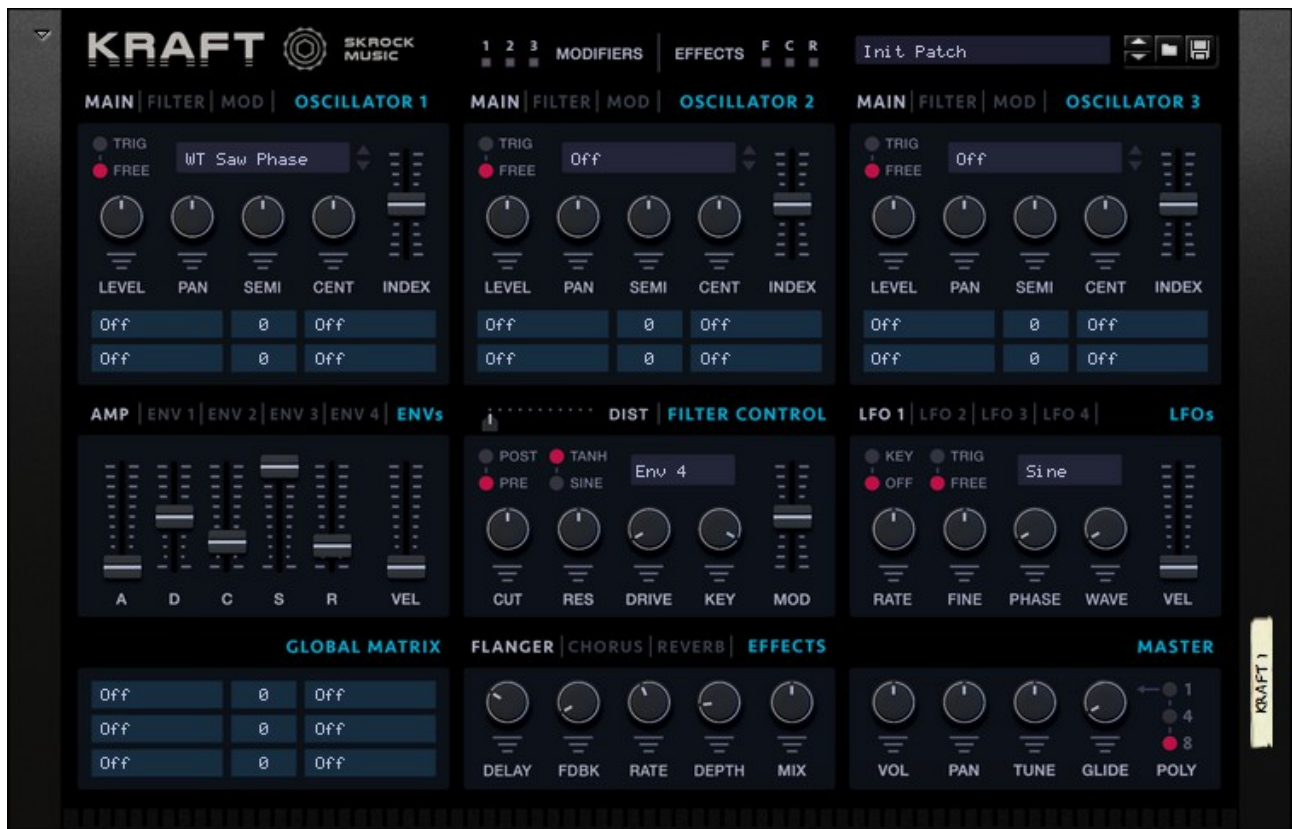 KRAFT SKROCK MUSIC 1 2 3 MODIFIERS EFFECTS F C R Init Patch
MAIN FILTER MOD OSCILLATOR 1 MAIN FILTER MOD OSCILLATOR 2 MAIN FILTER MOD OSCILLATOR 3
TRIG TRIG TRIG
WT Saw Phase Off Off
FREE FREE FREE
LEVEL PAN SEMI CENT INDEX LEVEL PAN SEMI CENT INDEX LEVEL PAN SEMI CENT INDEX
Off 0 Off Off 0 Off Off 0 Off
Off 0 Off Off 0 Off Off 0 Off
AMP ENV 1 ENV 2 ENV 3 ENV 4 ENVs DIST FILTER CONTROL LFO 1 LFO 2 LFO 3 LFO 4 LFOs
POST TANH KEY TRIG
Env 4 Sine
PRE SINE OFF FREE
A D C S R VEL CUT RES DRIVE KEY MOD RATE FINE PHASE WAVE VEL
GLOBAL MATRIX FLANGER CHORUS REVERB EFFECTS MASTER
Off 0 Off 1
Off 0 Off 4
Off 0 Off 8
DELAY FDBK RATE DEPTH MIX VOL PAN TUNE GLIDE POLY
KRAFT 1